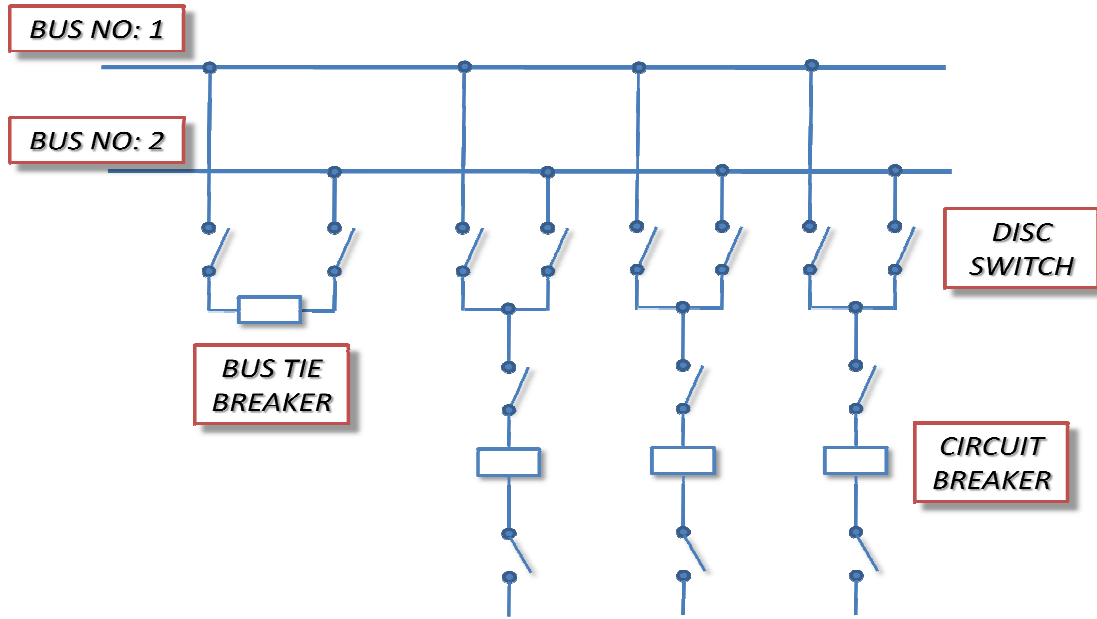 BUS NO: 1
BUS NO: 2
DISC
SWITCH
BUS TIE
BREAKER
CIRCUIT
BREAKER